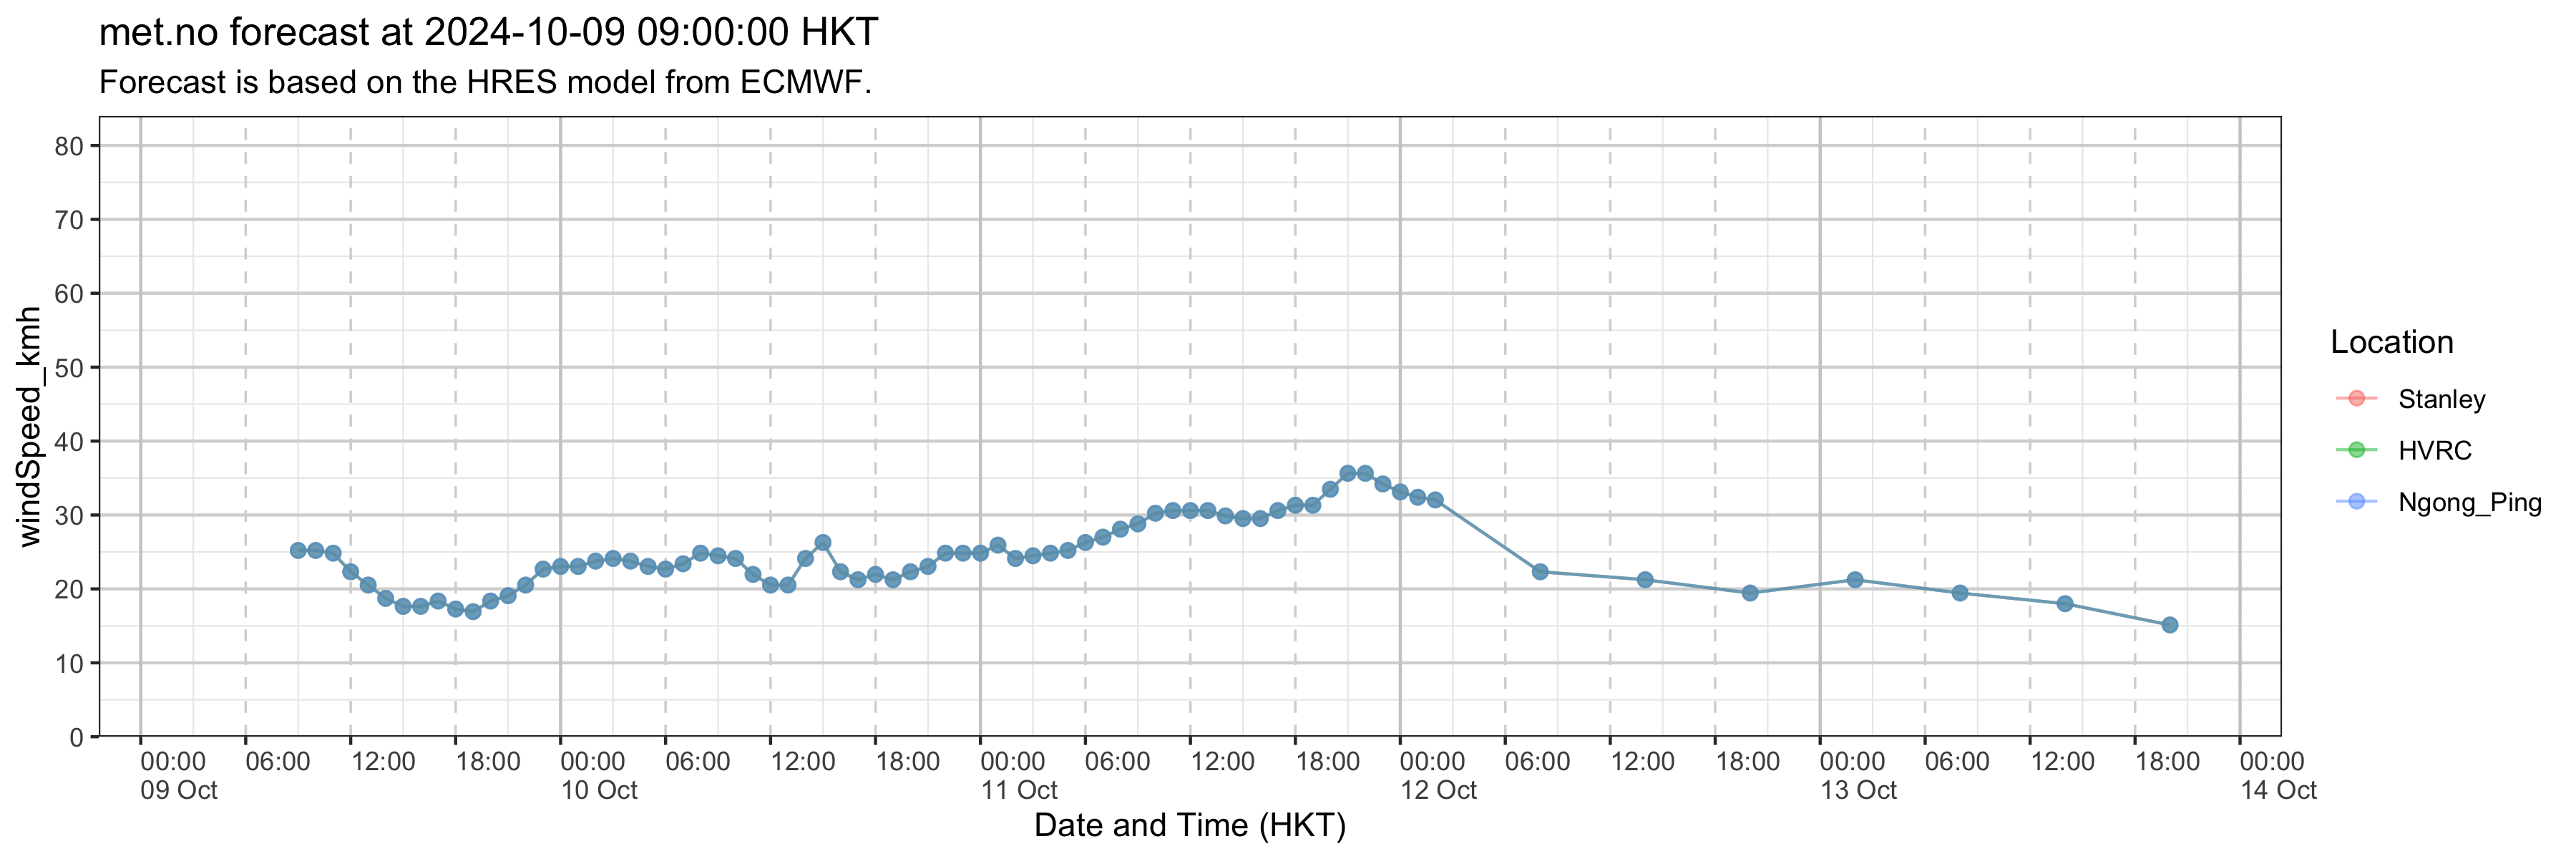 met.no forecast at 2024-10-09 09:00:00 HKT
Forecast is based on the HRES model from ECMWF.
windSpeed_kmh
80
70
60
50
40
30
20
10
0
00:00 06:00 12:00 18:00 00:00 06:00 12:00 18:00 00:00 06:00 12:00 18:00 00:00 06:00 12:00 18:00 00:00 06:00 12:00 18:00 00:00
09 Oct 10 Oct 11 Oct 12 Oct 13 Oct 14 Oct
Date and Time (HKT)
Location
Stanley
HVRC
Ngong_Ping